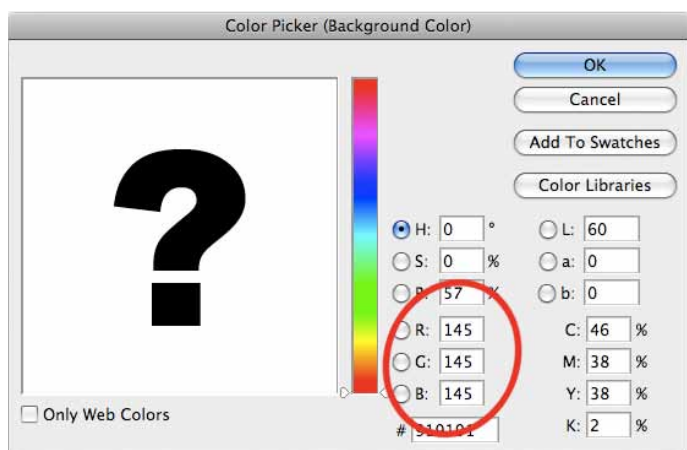 Color Picker (Background Color)
?
OK
Cancel
Add To Swatches
Color Libraries
H: 0 °
L: 60
S: 0 %
a: 0
B: 57 %
b: 0
R: 145
C: 46 %
G: 145
M: 38 %
B: 145
Y: 38 %
# 919191
K: 2 %
Only Web Colors